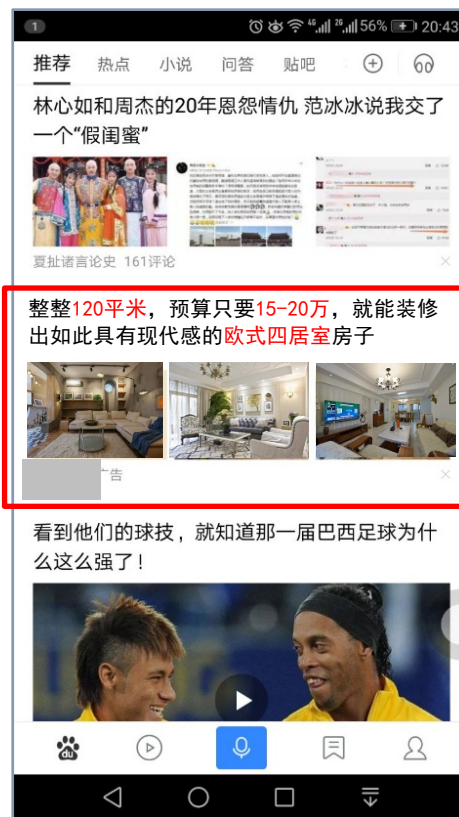 1
46 26 56% 20:43
推荐 热点 小说 问答 贴吧
林心如和周杰的20年恩怨情仇 范冰冰说我交了
一个“假闺蜜”
夏扯诸言论史 161评论
整整120平米，预算只要15-20万，就能装修
出如此具有现代感的欧式四居室房子
广告
看到他们的球技，就知道那一届巴西足球为什
么这么强了！
du